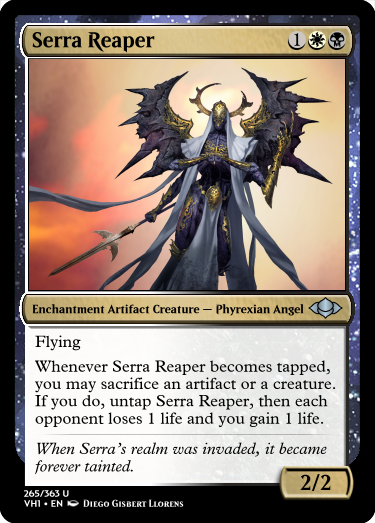 Serra Reaper 1
Enchantment Artifact Creature — Phyrexian Angel
Flying
Whenever Serra Reaper becomes tapped,
you may sacrifice an artifact or a creature.
If you do, untap Serra Reaper, then each
opponent loses 1 life and you gain 1 life.
When Serra's realm was invaded, it became
forever tainted.
2/2
265/363 U
VH1 • EN Diego Gisbert Llorens